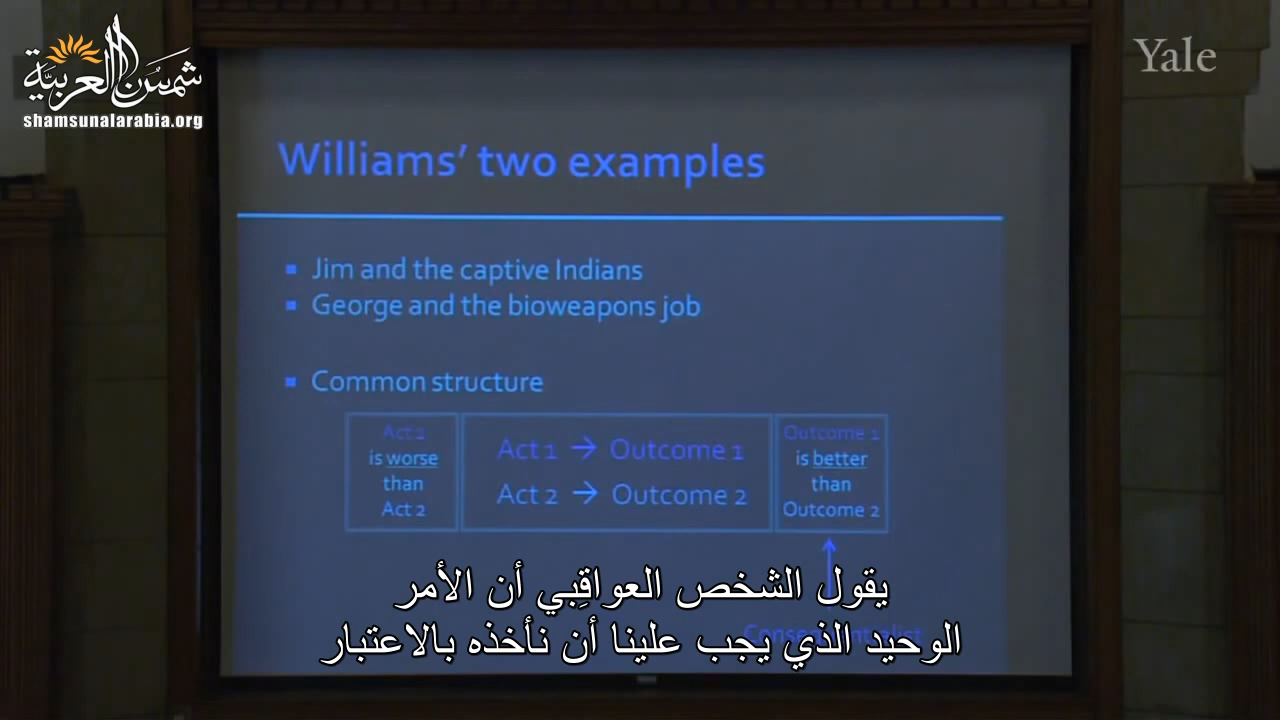 شمس العربية
shamsunalarabia.org
Yale
Williams’ two examples
Jim and the captive Indians
George and the bioweapons job
Common structure
Act 1
is worse
than
Act 2
Act 1 → Outcome 1
Act 2 → Outcome 2
Outcome 1
is better
than
Outcome 2
Consequentialist
يقول الشخص العواقِبي أن الأمر
الوحيد الذي يجب علينا أن نأخذه بالاعتبار